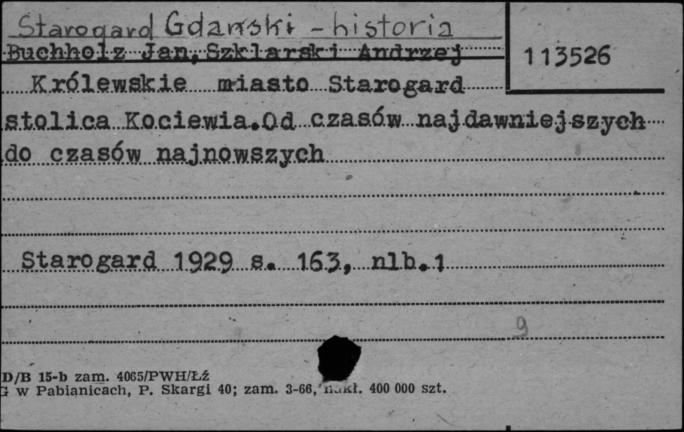 Starogard Gdański - historia
Buchholz Jan, Szklarski Andrzej
113526
Królewskie miasto Starogard
stolica Kociewia.Od czasów najdawniejszych
do czasów najnowszych
Starogard 1929 s. 163, nlb.1
9
D/B 15-b zam. 4065/PWH/Łź
G w Pabianicach, P. Skargi 40; zam. 3-66, nakł. 400 000 szt.